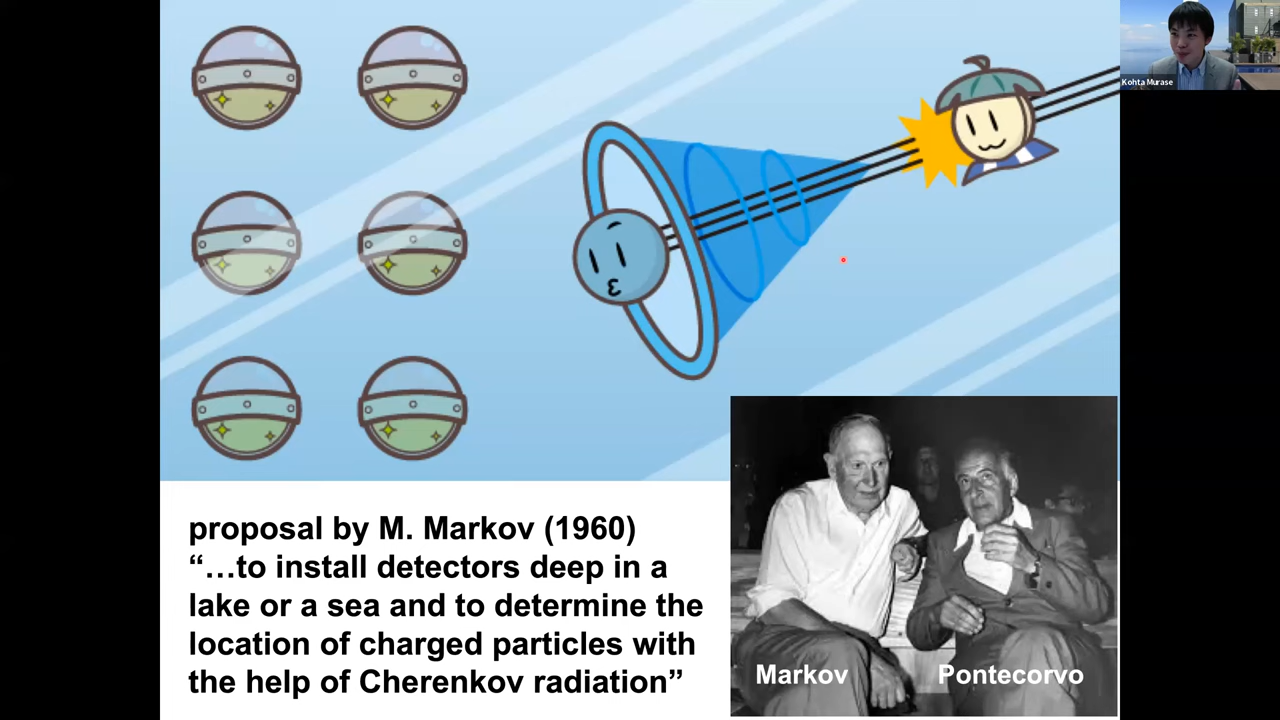 Kohta Murase
proposal by M. Markov (1960)
“…to install detectors deep in a
lake or a sea and to determine the
location of charged particles with
the help of Cherenkov radiation”
Markov
Pontecorvo